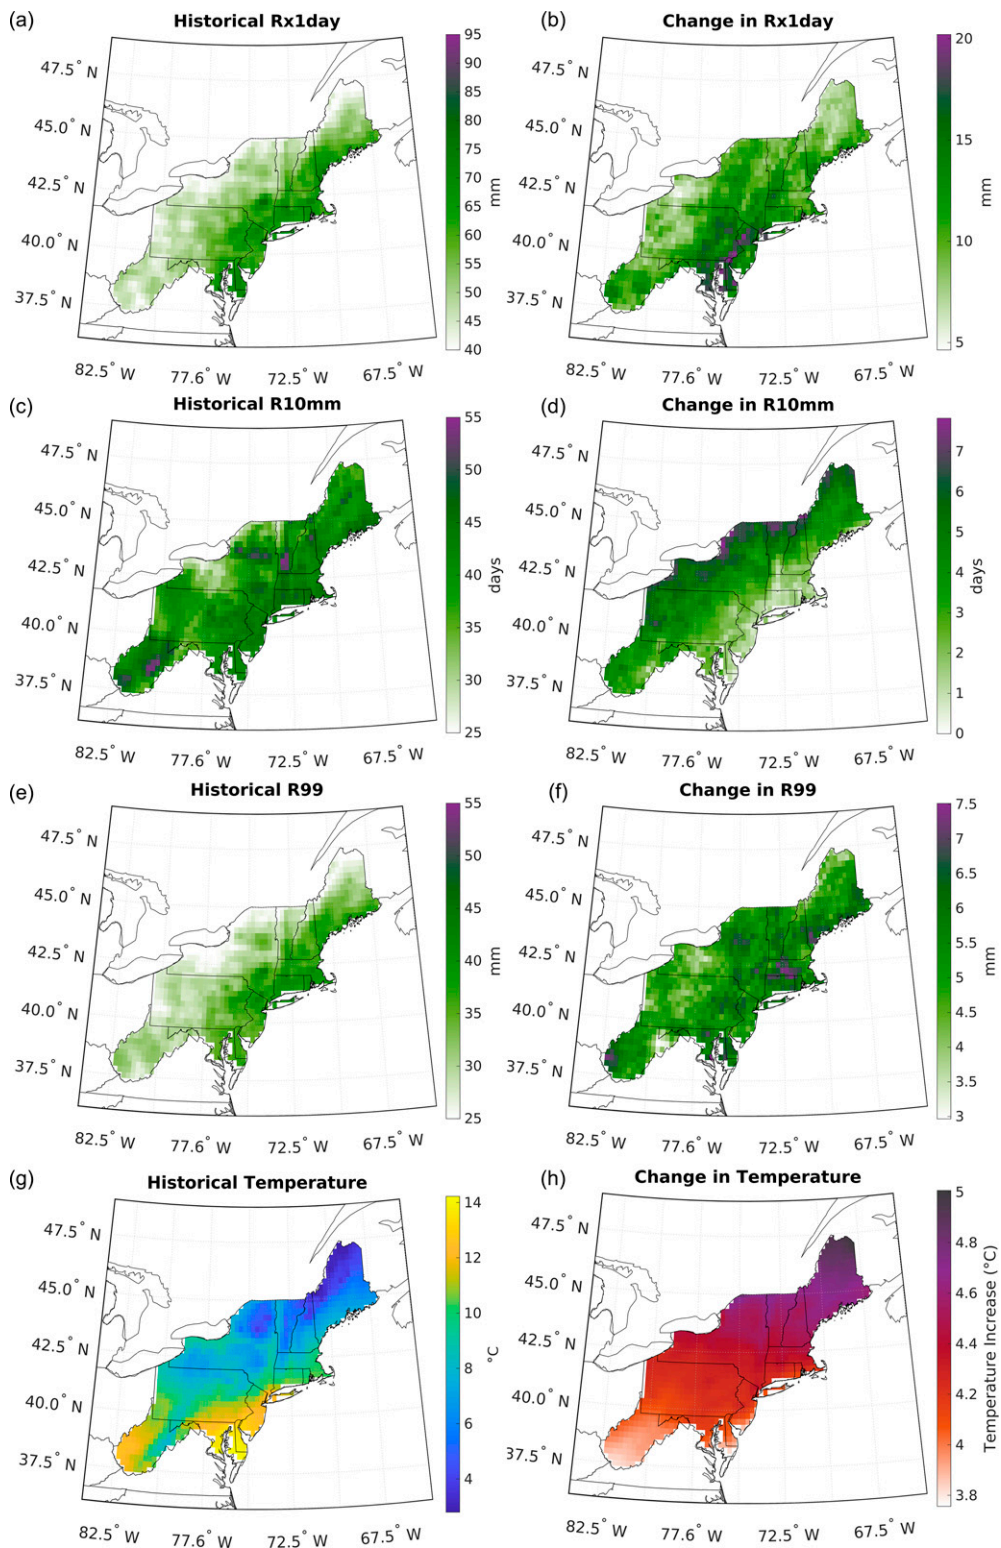 (a) Historical Rx1day
47.5° N
45.0° N
42.5° N
40.0° N
37.5° N
82.5° W 77.6° W 72.5° W 67.5° W
95
90
85
80
75
70
65
60
55
50
45
40
mm
(b) Change in Rx1day
47.5° N
45.0° N
42.5° N
40.0° N
37.5° N
82.5° W 77.6° W 72.5° W 67.5° W
20
15
10
5
mm
(c) Historical R10mm
47.5° N
45.0° N
42.5° N
40.0° N
37.5° N
82.5° W 77.6° W 72.5° W 67.5° W
55
50
45
40
35
30
25
days
(d) Change in R10mm
47.5° N
45.0° N
42.5° N
40.0° N
37.5° N
82.5° W 77.6° W 72.5° W 67.5° W
7
6
5
4
3
2
1
0
days
(e) Historical R99
47.5° N
45.0° N
42.5° N
40.0° N
37.5° N
82.5° W 77.6° W 72.5° W 67.5° W
55
50
45
40
35
30
25
mm
(f) Change in R99
47.5° N
45.0° N
42.5° N
40.0° N
37.5° N
82.5° W 77.6° W 72.5° W 67.5° W
7.5
7
6.5
6
5.5
5
4.5
4
3.5
3
mm
(g) Historical Temperature
47.5° N
45.0° N
42.5° N
40.0° N
37.5° N
82.5° W 77.6° W 72.5° W 67.5° W
14
12
10
8
6
4
°C
(h) Change in Temperature
47.5° N
45.0° N
42.5° N
40.0° N
37.5° N
82.5° W 77.6° W 72.5° W 67.5° W
5
4.8
4.6
4.4
4.2
4
3.8
Temperature Increase (°C)